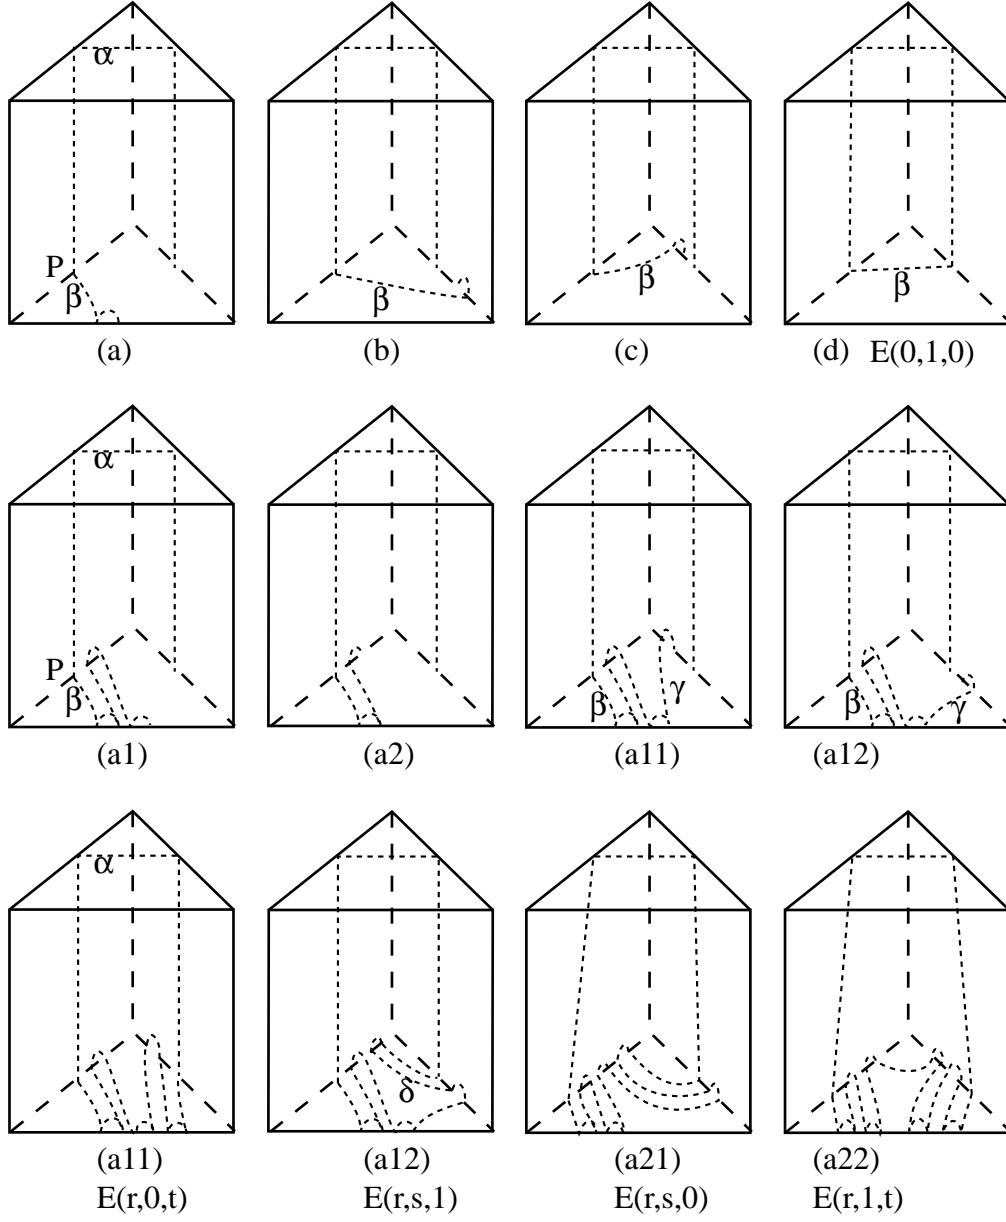 α
P
β
β
β
β
(a) (b) (c) (d) E(0,1,0)
α
P
β
β γ
β γ
(a1) (a2) (a11) (a12)
α
δ
(a11) (a12) (a21) (a22)
E(r,0,t) E(r,s,1) E(r,s,0) E(r,1,t)